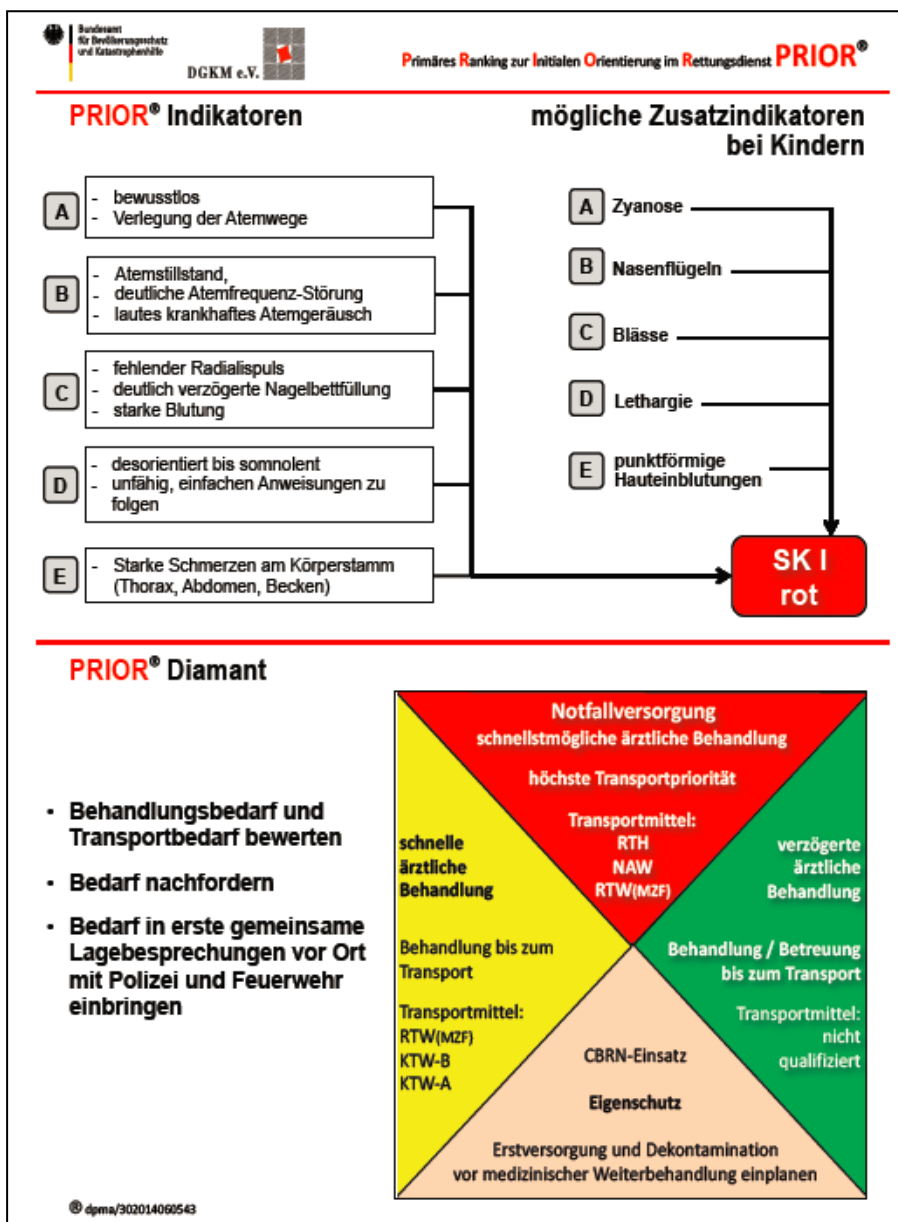 Bundesamt
für Bevölkerungsschutz
und Katastrophenhilfe
DGKM e.V.
Primäres Ranking zur Initialen Orientierung im Rettungsdienst PRIOR®
PRIOR® Indikatoren
A
- bewusstlos
- Verlegung der Atemwege
B
- Atemstillstand,
- deutliche Atemfrequenz-Störung
- lautes krankhaftes Atemgeräusch
C
- fehlender Radialispuls
- deutlich verzögerte Nagelbettfüllung
- starke Blutung
D
- desorientiert bis somnolent
- unfähig, einfachen Anweisungen zu
folgen
E
- Starke Schmerzen am Körperstamm
(Thorax, Abdomen, Becken)
mögliche Zusatzindikatoren
bei Kindern
A Zyanose
B Nasenflügeln
C Blässe
D Lethargie
E punktförmige
Hauteinblutungen
SK I
rot
PRIOR® Diamant
• Behandlungsbedarf und
Transportbedarf bewerten
• Bedarf nachfordern
• Bedarf in erste gemeinsame
Lagebesprechungen vor Ort
mit Polizei und Feuerwehr
einbringen
Notfallversorgung
schnellstmögliche ärztliche Behandlung
höchste Transportpriorität
Transportmittel:
RTH
NAW
RTW(MZF)
schnelle
ärztliche
Behandlung
Behandlung bis zum
Transport
Transportmittel:
RTW(MZF)
KTW-B
KTW-A
verzögerte
ärztliche
Behandlung
Behandlung / Betreuung
bis zum Transport
Transportmittel:
nicht
qualifiziert
CBRN-Einsatz
Eigenschutz
Erstversorgung und Dekontamination
vor medizinischer Weiterbehandlung einplanen
® dpma/302014060543